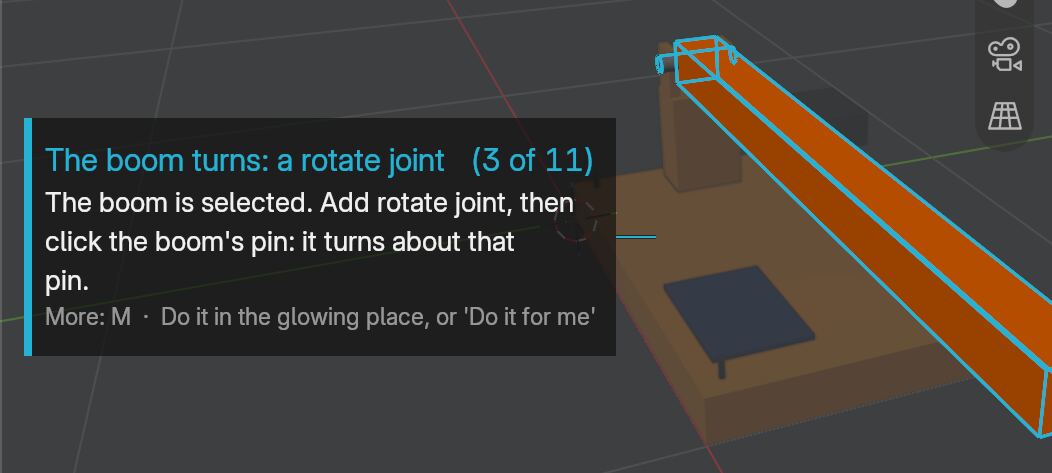 The boom turns: a rotate joint (3 of 11)
The boom is selected. Add rotate joint, then
click the boom's pin: it turns about that
pin.
More: M · Do it in the glowing place, or 'Do it for me'